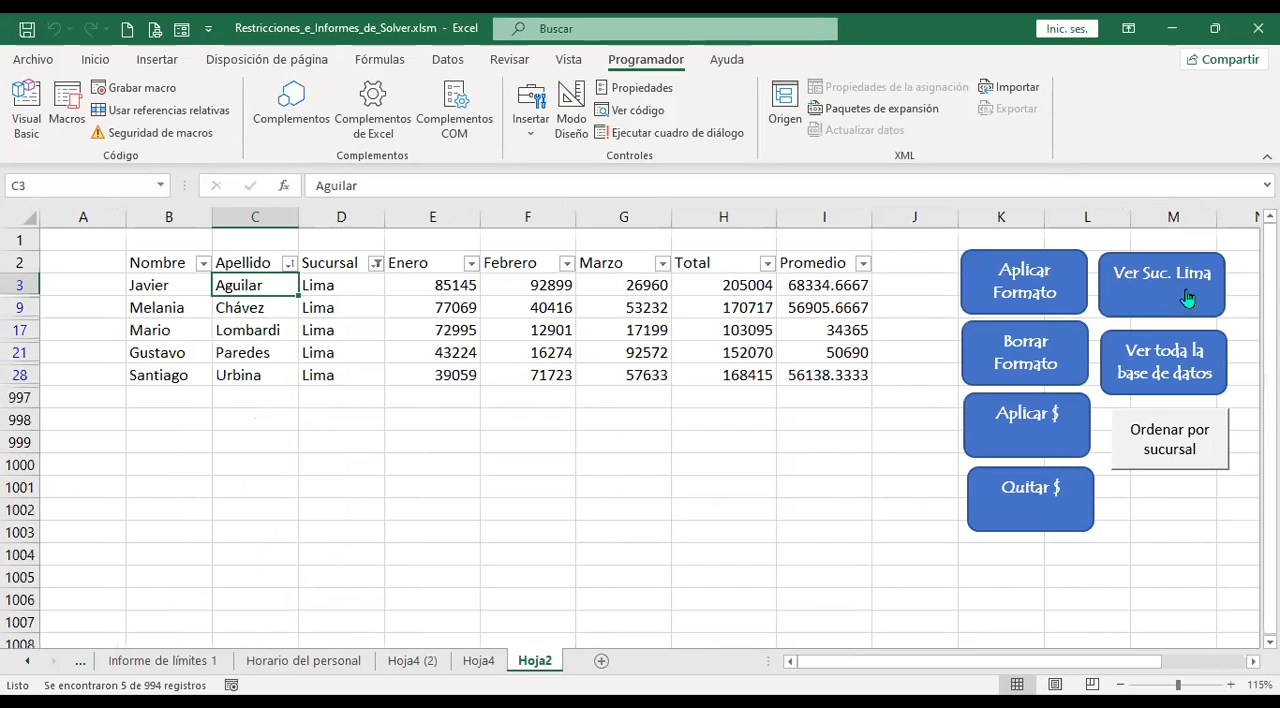 Restricciones_e_Informes_de_Solver.xlsm - Excel
Buscar
Inic. ses.
Archivo Inicio Insertar Disposición de página Fórmulas Datos Revisar Vista Programador Ayuda Compartir
Visual Basic
Macros
Grabar macro
Usar referencias relativas
Seguridad de macros
Código
Complementos
Complementos de Excel
Complementos COM
Complementos
Insertar
Modo Diseño
Propiedades
Ver código
Ejecutar cuadro de diálogo
Controles
Origen
Propiedades de la asignación
Paquetes de expansión
Actualizar datos
Importar
Exportar
XML
C3 fx Aguilar
A B C D E F G H I J K L M N
1
2 Nombre Apellido Sucursal Enero Febrero Marzo Total Promedio
3 Javier Aguilar Lima 85145 92899 26960 205004 68334.6667
9 Melania Chávez Lima 77069 40416 53232 170717 56905.6667
17 Mario Lombardi Lima 72995 12901 17199 103095 34365
21 Gustavo Paredes Lima 43224 16274 92572 152070 50690
28 Santiago Urbina Lima 39059 71723 57633 168415 56138.3333
997
998
999
1000
1001
1002
1003
1004
1005
1006
1007
1008
Aplicar
Formato
Ver Suc. Lima
Borrar
Formato
Ver toda la
base de datos
Aplicar $
Ordenar por
sucursal
Quitar $
... Informe de límites 1 Horario del personal Hoja4 (2) Hoja4 Hoja2
Listo Se encontraron 5 de 994 registros 115%